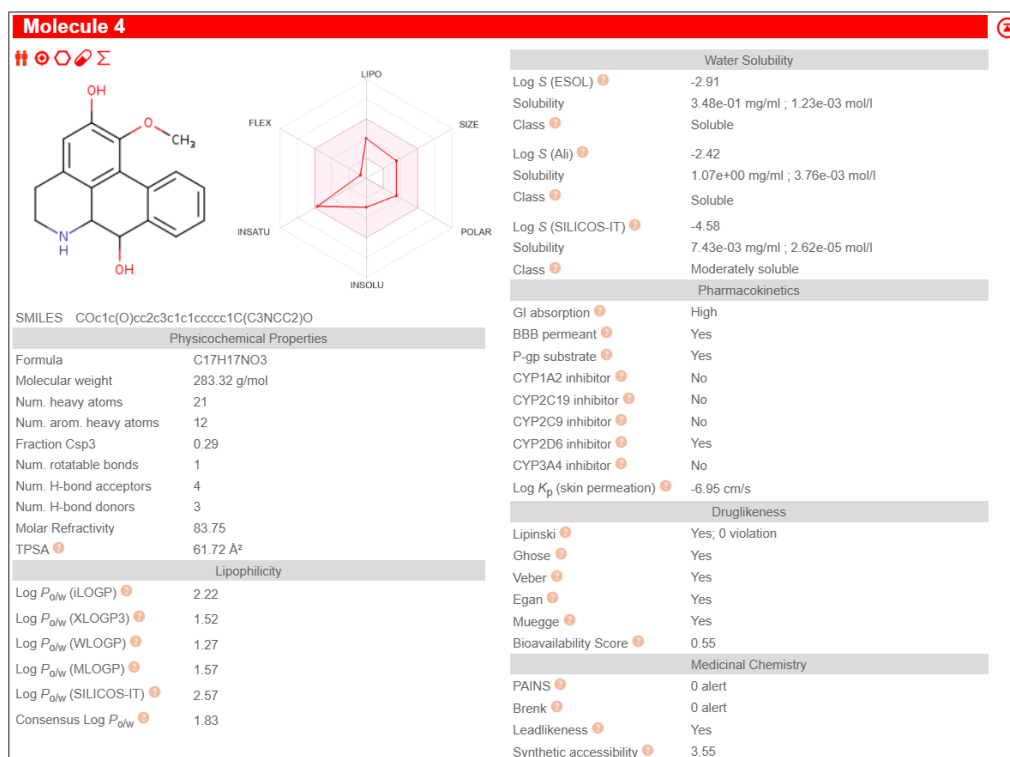 Molecule 4
OH
O
CH3
NH
OH
LIPO
FLEX
SIZE
INSATU
POLAR
INSOLU
SMILES COc1c(O)cc2c3c1c1ccccc1C(C3NCC2)O
Physicochemical Properties
Formula C17H17NO3
Molecular weight 283.32 g/mol
Num. heavy atoms 21
Num. arom. heavy atoms 12
Fraction Csp3 0.29
Num. rotatable bonds 1
Num. H-bond acceptors 4
Num. H-bond donors 3
Molar Refractivity 83.75
TPSA ? 61.72 Å²
Lipophilicity
Log Po/w (iLOGP) ? 2.22
Log Po/w (XLOGP3) ? 1.52
Log Po/w (WLOGP) ? 1.27
Log Po/w (MLOGP) ? 1.57
Log Po/w (SILICOS-IT) ? 2.57
Consensus Log Po/w ? 1.83
Water Solubility
Log S (ESOL) ? -2.91
Solubility 3.48e-01 mg/ml ; 1.23e-03 mol/l
Class ? Soluble
Log S (Ali) ? -2.42
Solubility 1.07e+00 mg/ml ; 3.76e-03 mol/l
Class ? Soluble
Log S (SILICOS-IT) ? -4.58
Solubility 7.43e-03 mg/ml ; 2.62e-05 mol/l
Class ? Moderately soluble
Pharmacokinetics
GI absorption ? High
BBB permeant ? Yes
P-gp substrate ? Yes
CYP1A2 inhibitor ? No
CYP2C19 inhibitor ? No
CYP2C9 inhibitor ? No
CYP2D6 inhibitor ? Yes
CYP3A4 inhibitor ? No
Log Kp (skin permeation) ? -6.95 cm/s
Druglikeness
Lipinski ? Yes; 0 violation
Ghose ? Yes
Veber ? Yes
Egan ? Yes
Muegge ? Yes
Bioavailability Score ? 0.55
Medicinal Chemistry
PAINS ? 0 alert
Brenk ? 0 alert
Leadlikeness ? Yes
Synthetic accessibility ? 3.55